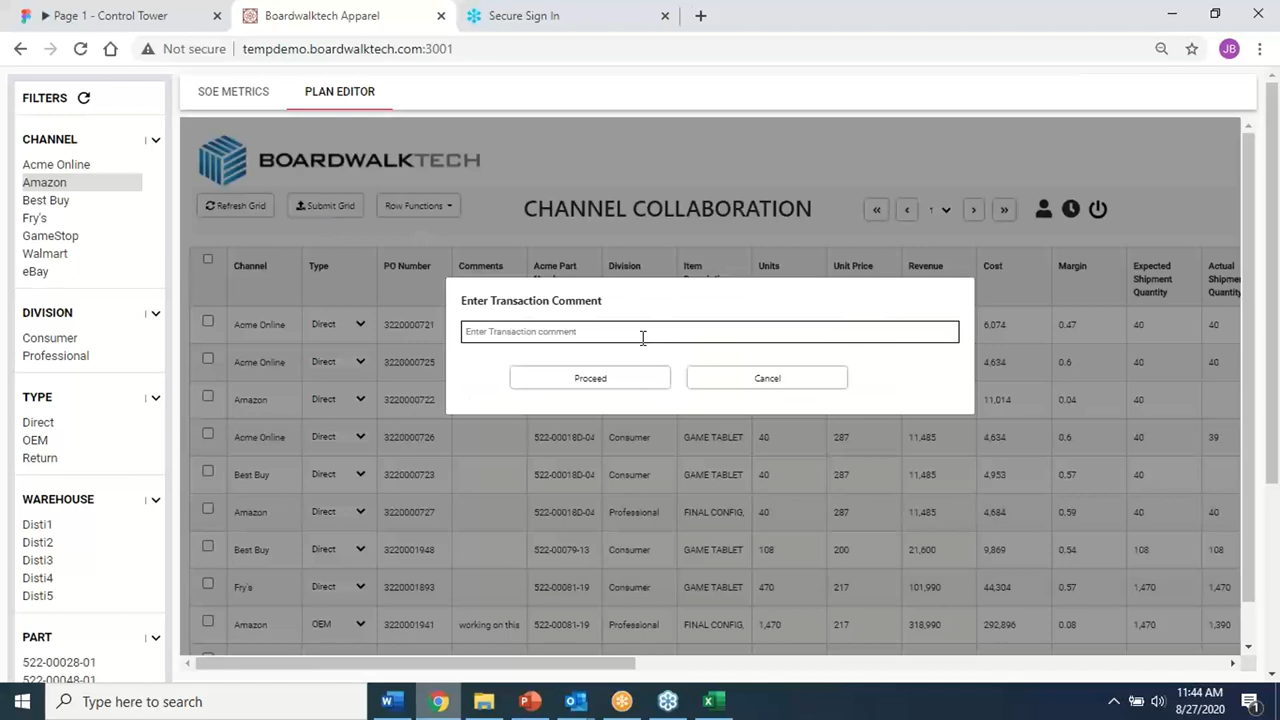 Page 1 - Control Tower
Boardwalktech Apparel
Secure Sign In
Not secure
tempdemo.boardwalktech.com:3001
JB
FILTERS
CHANNEL
Acme Online
Amazon
Best Buy
Fry's
GameStop
Walmart
eBay
DIVISION
Consumer
Professional
TYPE
Direct
OEM
Return
WAREHOUSE
Disti1
Disti2
Disti3
Disti4
Disti5
PART
522-00028-01
522-00048-01
SOE METRICS PLAN EDITOR
BOARDWALKTECH
Refresh Grid Submit Grid Row Functions
CHANNEL COLLABORATION
« ‹ 1 › »
Channel Type PO Number Comments Acme Part Division Item Units Unit Price Revenue Cost Margin Expected Shipment Quantity Actual Shipment Quantity
Enter Transaction Comment
Enter Transaction comment
Proceed Cancel
Acme Online Direct 3220000721 6,074 0.47 40 40
Acme Online Direct 3220000725 4,634 0.6 40 40
Amazon Direct 3220000722 11,014 0.04 40
Acme Online Direct 3220000726 522-00018D-04 Consumer GAME TABLET 40 287 11,485 4,634 0.6 40 39
Best Buy Direct 3220000723 522-00018D-04 Consumer GAME TABLET 40 287 11,485 4,953 0.57 40
Amazon Direct 3220000727 522-00018D-04 Professional FINAL CONFIG, 40 287 11,485 4,684 0.59 40 40
Best Buy Direct 3220001948 522-00079-13 Consumer GAME TABLET 108 200 21,600 9,869 0.54 108 108
Fry's Direct 3220001893 522-00081-19 Consumer GAME TABLET 470 217 101,990 44,304 0.57 1,470 1,470
Amazon OEM 3220001941 working on this 522-00081-19 Professional FINAL CONFIG, 1,470 217 318,990 292,896 0.08 1,470 1,390
Type here to search
11:44 AM
8/27/2020
1